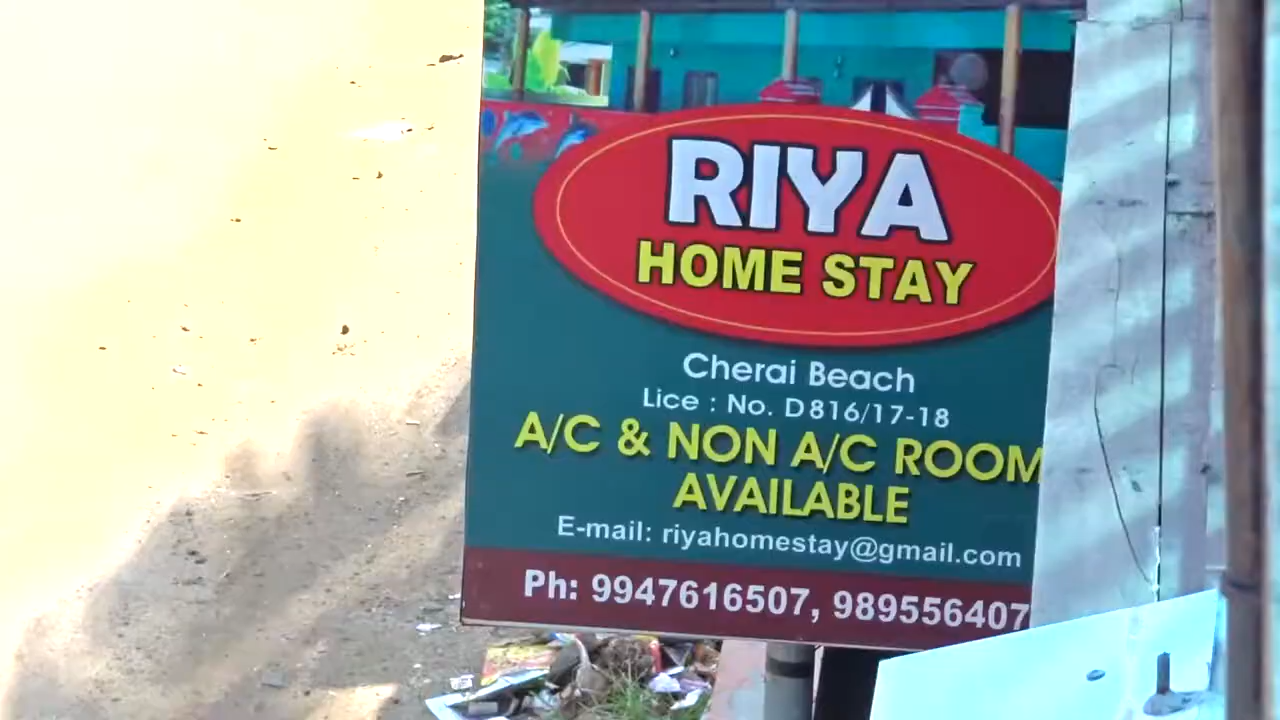 RIYA
HOME STAY
Cherai Beach
Lice : No. D816/17-18
A/C & NON A/C ROOM
AVAILABLE
E-mail: riyahomestay@gmail.com
Ph: 9947616507, 989556407